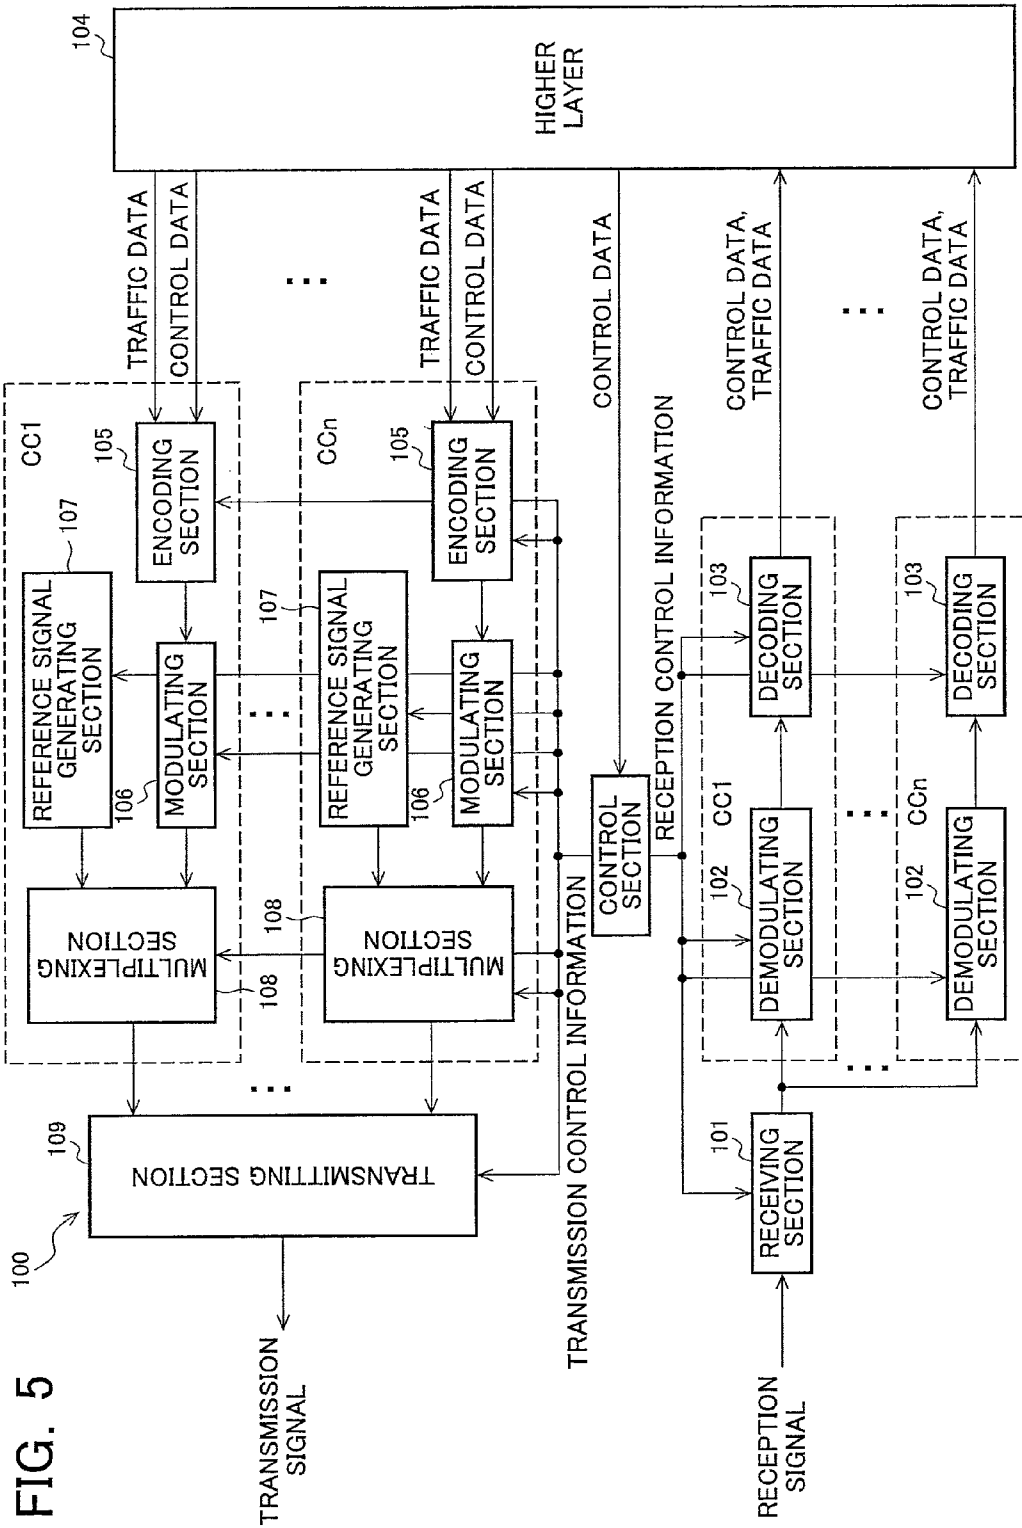 FIG. 5
100
TRANSMISSION
SIGNAL
109
TRANSMITTING SECTION
CC1
107
REFERENCE SIGNAL
GENERATING
SECTION
105
ENCODING
SECTION
106
MODULATING
SECTION
108
MULTIPLEXING
SECTION
TRAFFIC DATA
CONTROL DATA
CCn
107
REFERENCE SIGNAL
GENERATING
SECTION
105
ENCODING
SECTION
106
MODULATING
SECTION
108
MULTIPLEXING
SECTION
TRAFFIC DATA
CONTROL DATA
104
HIGHER
LAYER
TRANSMISSION CONTROL INFORMATION
CONTROL
SECTION
CONTROL DATA
RECEPTION CONTROL INFORMATION
RECEPTION
SIGNAL
101
RECEIVING
SECTION
CC1
102
DEMODULATING
SECTION
103
DECODING
SECTION
CONTROL DATA,
TRAFFIC DATA
CCn
102
DEMODULATING
SECTION
103
DECODING
SECTION
CONTROL DATA,
TRAFFIC DATA